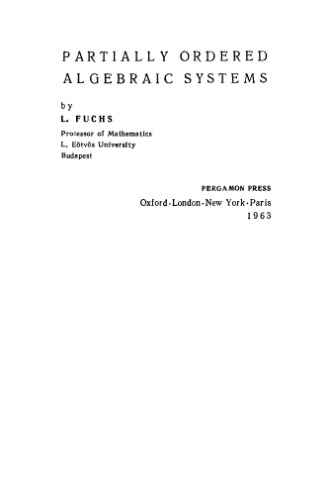 PARTIALLY ORDERED
ALGEBRAIC SYSTEMS
by
L. FUCHS
Professor of Mathematics
L. Eötvös University
Budapest
PERGAMON PRESS
Oxford·London·New York·Paris
1963